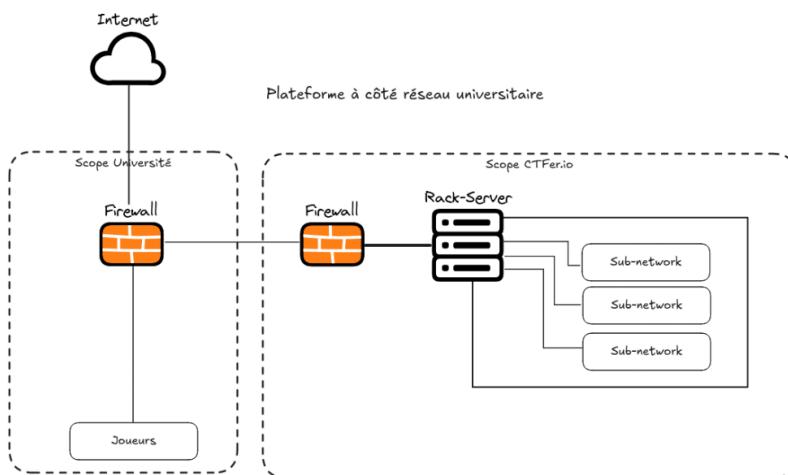 Internet
Plateforme à côté réseau universitaire
Scope Université
Scope CTFer.io
Firewall
Firewall
Rack-Server
Sub-network
Sub-network
Sub-network
Joueurs